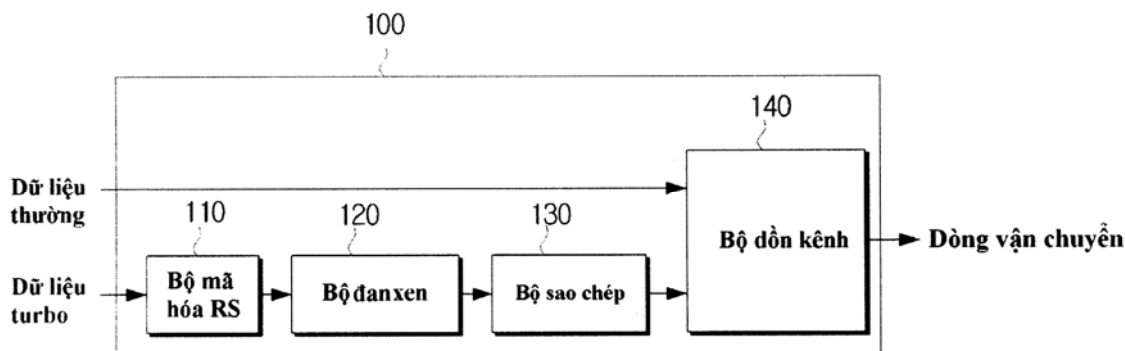 100
140
Dữ liệu
thường
110
120
130
Bộ dồn kênh
Dòng vận chuyển
Dữ liệu
turbo
Bộ mã
hóa RS
Bộ đanxen
Bộ sao chép